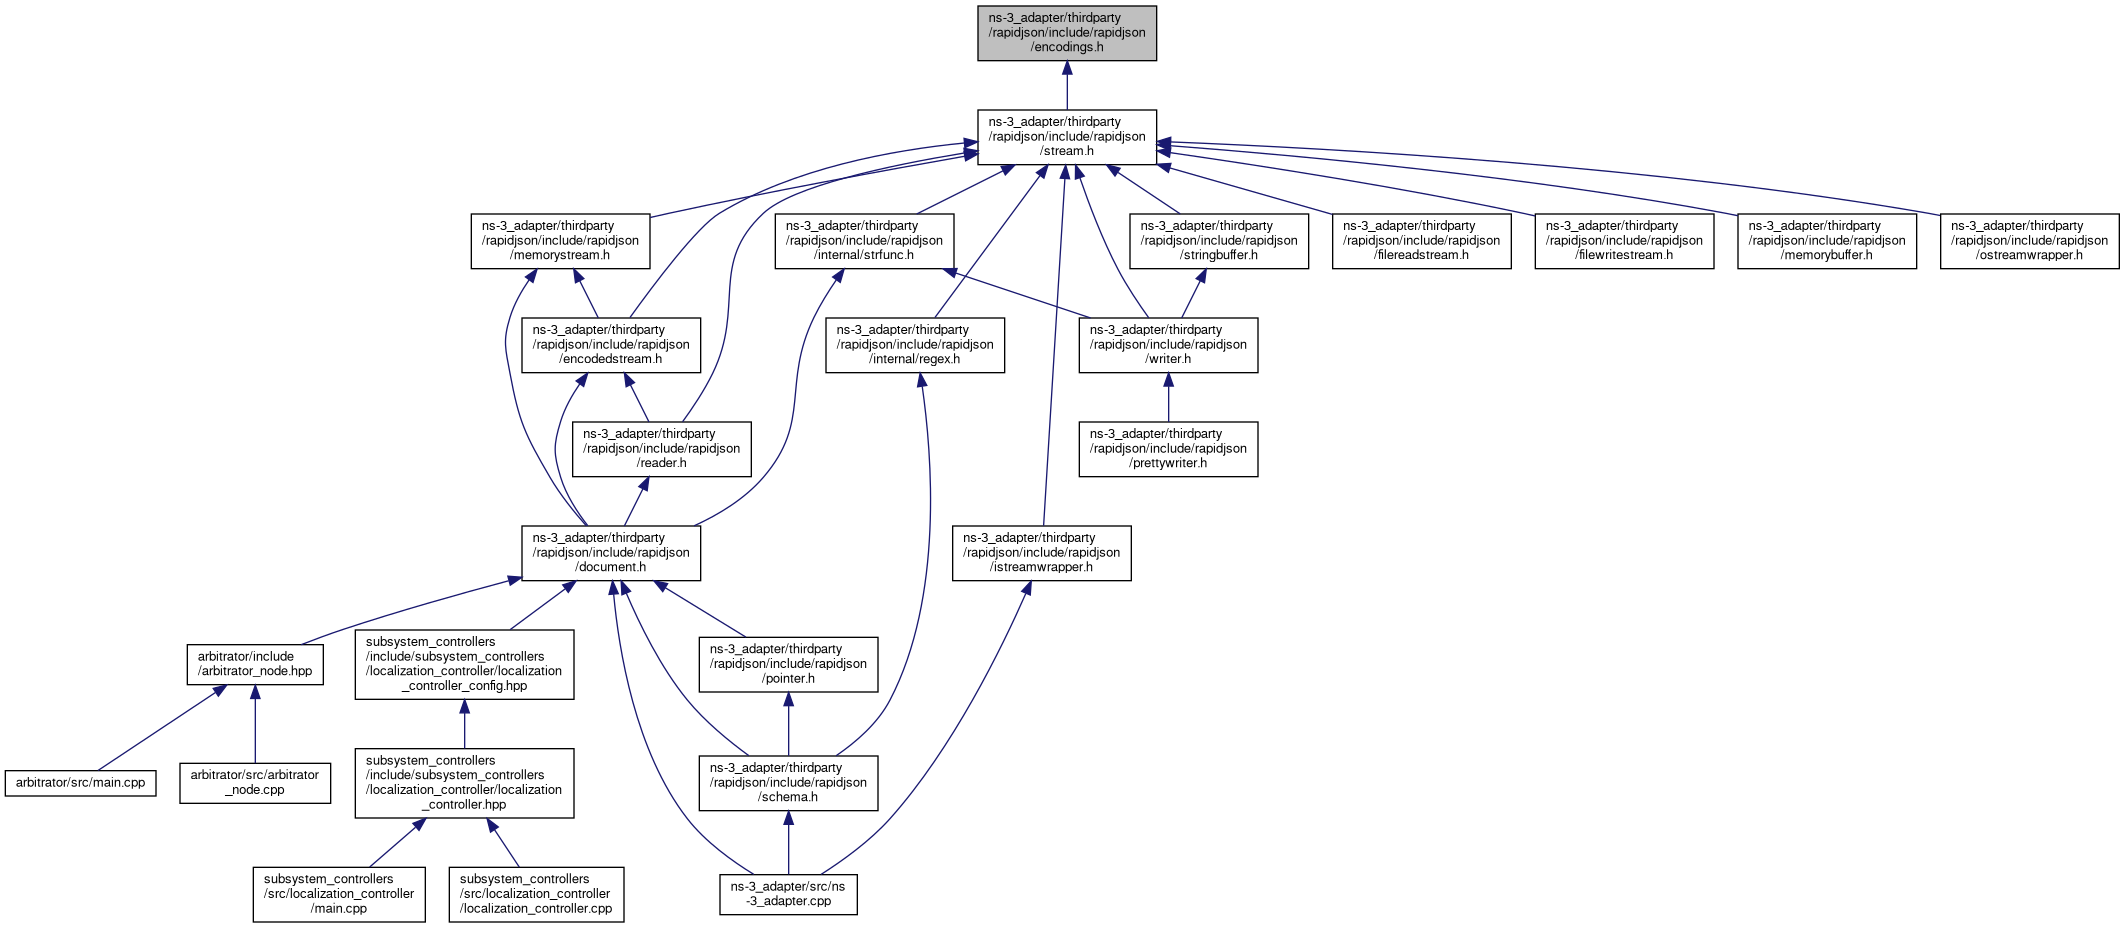 ns-3_adapter/thirdparty
/rapidjson/include/rapidjson
/encodings.h
ns-3_adapter/thirdparty
/rapidjson/include/rapidjson
/stream.h
ns-3_adapter/thirdparty
/rapidjson/include/rapidjson
/memorystream.h
ns-3_adapter/thirdparty
/rapidjson/include/rapidjson
/internal/strfunc.h
ns-3_adapter/thirdparty
/rapidjson/include/rapidjson
/stringbuffer.h
ns-3_adapter/thirdparty
/rapidjson/include/rapidjson
/filereadstream.h
ns-3_adapter/thirdparty
/rapidjson/include/rapidjson
/filewritestream.h
ns-3_adapter/thirdparty
/rapidjson/include/rapidjson
/memorybuffer.h
ns-3_adapter/thirdparty
/rapidjson/include/rapidjson
/ostreamwrapper.h
ns-3_adapter/thirdparty
/rapidjson/include/rapidjson
/encodedstream.h
ns-3_adapter/thirdparty
/rapidjson/include/rapidjson
/internal/regex.h
ns-3_adapter/thirdparty
/rapidjson/include/rapidjson
/writer.h
ns-3_adapter/thirdparty
/rapidjson/include/rapidjson
/reader.h
ns-3_adapter/thirdparty
/rapidjson/include/rapidjson
/prettywriter.h
ns-3_adapter/thirdparty
/rapidjson/include/rapidjson
/document.h
ns-3_adapter/thirdparty
/rapidjson/include/rapidjson
/istreamwrapper.h
arbitrator/include
/arbitrator_node.hpp
subsystem_controllers
/include/subsystem_controllers
/localization_controller/localization
_controller_config.hpp
ns-3_adapter/thirdparty
/rapidjson/include/rapidjson
/pointer.h
arbitrator/src/main.cpp
arbitrator/src/arbitrator
_node.cpp
subsystem_controllers
/include/subsystem_controllers
/localization_controller/localization
_controller.hpp
ns-3_adapter/thirdparty
/rapidjson/include/rapidjson
/schema.h
subsystem_controllers
/src/localization_controller
/main.cpp
subsystem_controllers
/src/localization_controller
/localization_controller.cpp
ns-3_adapter/src/ns
-3_adapter.cpp